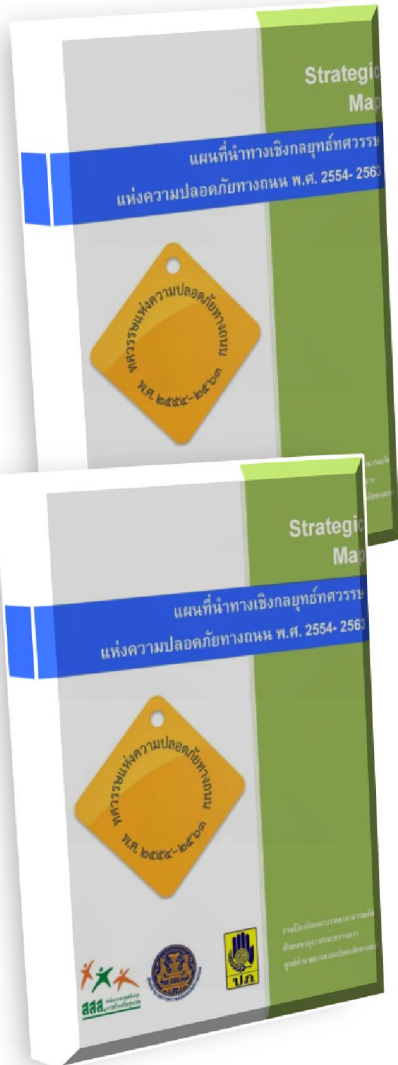 Strategic
Map
แผนที่นำทางเชิงกลยุทธ์ทศวรรษ
แห่งความปลอดภัยทางถนน พ.ศ. 2554- 2563
ทศวรรษแห่งความปลอดภัยทางถนน
พ.ศ. ๒๕๕๔-๒๕๖๓
Strategic
Map
แผนที่นำทางเชิงกลยุทธ์ทศวรรษ
แห่งความปลอดภัยทางถนน พ.ศ. 2554- 2563
ทศวรรษแห่งความปลอดภัยทางถนน
พ.ศ. ๒๕๕๔-๒๕๖๓
สสส.
ปภ